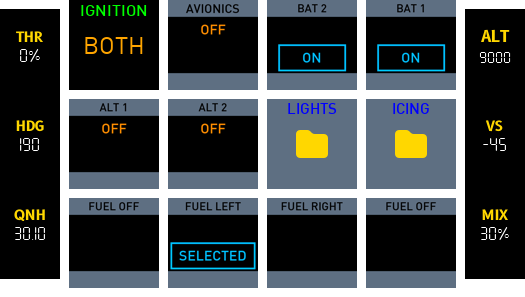 THR
0%
HDG
190
QNH
30.10
IGNITION
BOTH
AVIONICS
OFF
BAT 2
ON
BAT 1
ON
ALT 1
OFF
ALT 2
OFF
LIGHTS
ICING
FUEL OFF
FUEL LEFT
SELECTED
FUEL RIGHT
FUEL OFF
ALT
9000
VS
-45
MIX
30%